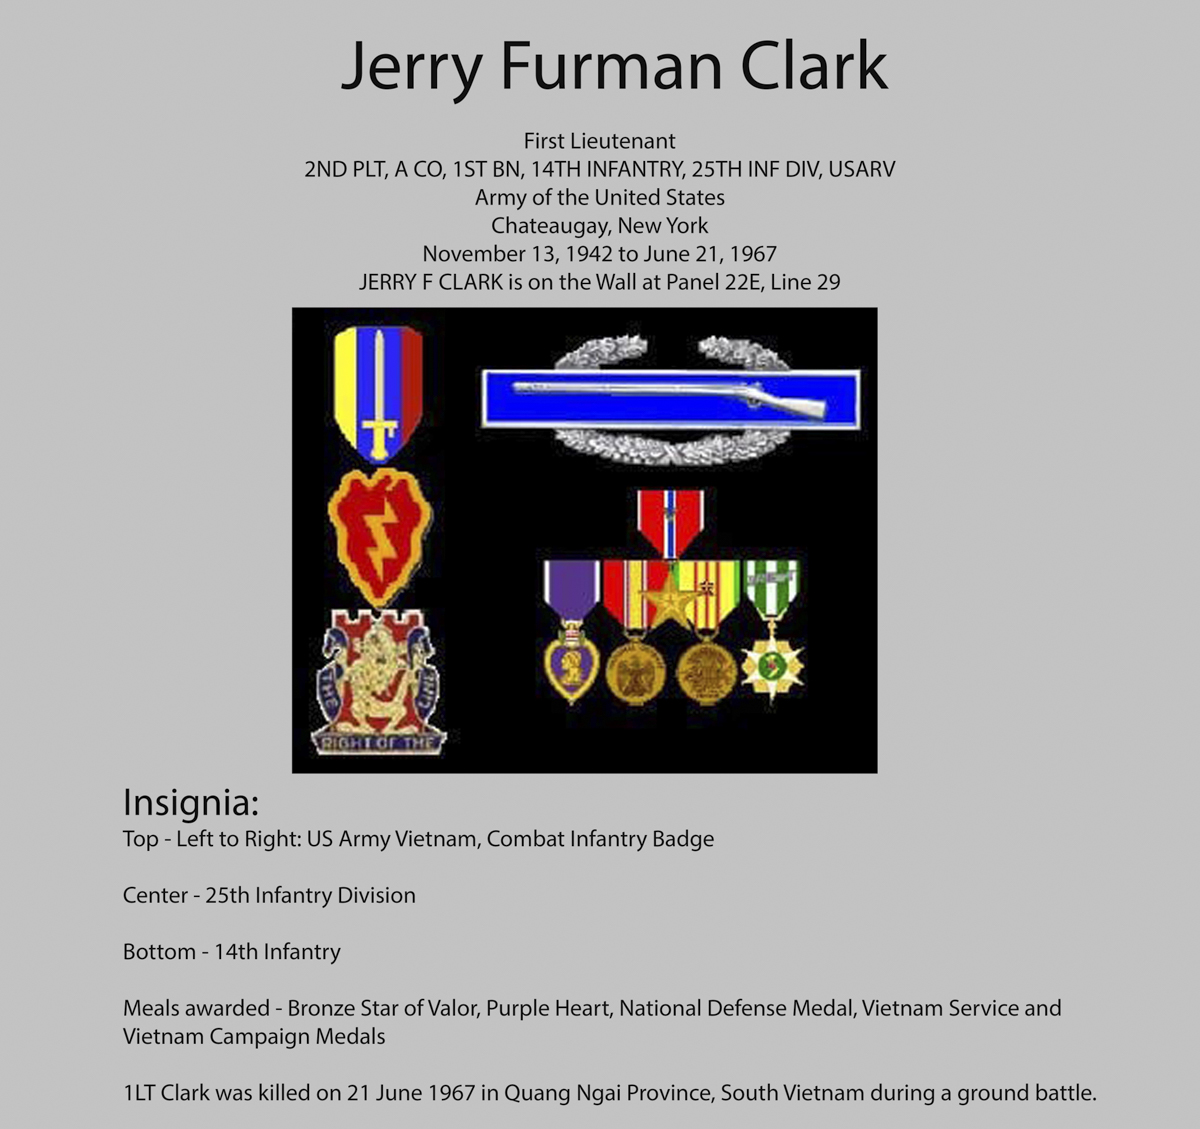 Jerry Furman Clark
First Lieutenant
2ND PLT, A CO, 1ST BN, 14TH INFANTRY, 25TH INF DIV, USARV
Army of the United States
Chateaugay, New York
November 13, 1942 to June 21, 1967
JERRY F CLARK is on the Wall at Panel 22E, Line 29
THE LINE
RIGHT OF THE
Insignia:
Top - Left to Right: US Army Vietnam, Combat Infantry Badge
Center - 25th Infantry Division
Bottom - 14th Infantry
Meals awarded - Bronze Star of Valor, Purple Heart, National Defense Medal, Vietnam Service and
Vietnam Campaign Medals
1LT Clark was killed on 21 June 1967 in Quang Ngai Province, South Vietnam during a ground battle.